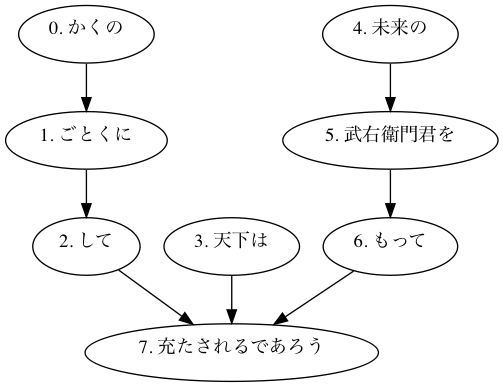 0. かくの
4. 未来の
1. ごとくに
5. 武右衛門君を
2. して
3. 天下は
6. もって
7. 充たされるであろう